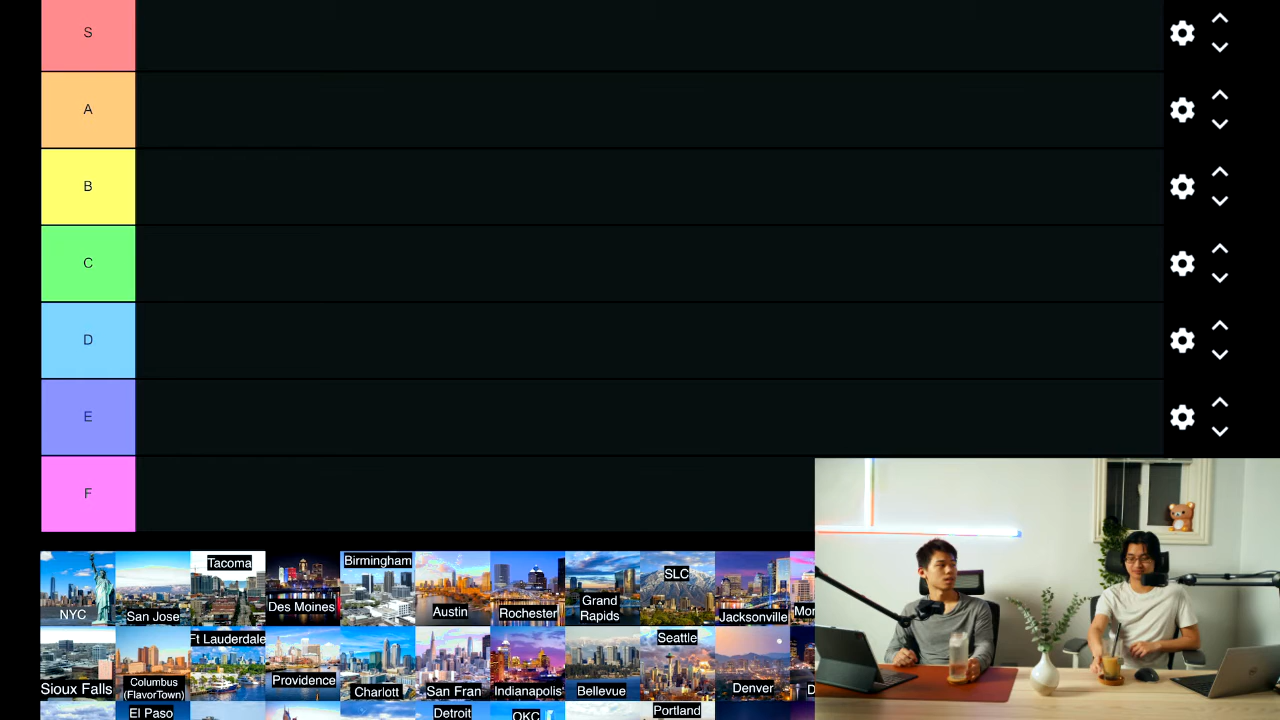 S
A
B
C
D
E
F
NYC
San Jose
Tacoma
Des Moines
Birmingham
Austin
Rochester
Grand
Rapids
SLC
Jacksonville
Mor
Sioux Falls
Columbus
(FlavorTown)
Ft Lauderdale
Providence
Charlott
San Fran
Indianapolis
Bellevue
Seattle
Denver
D
El Paso
Detroit
OKC
Portland